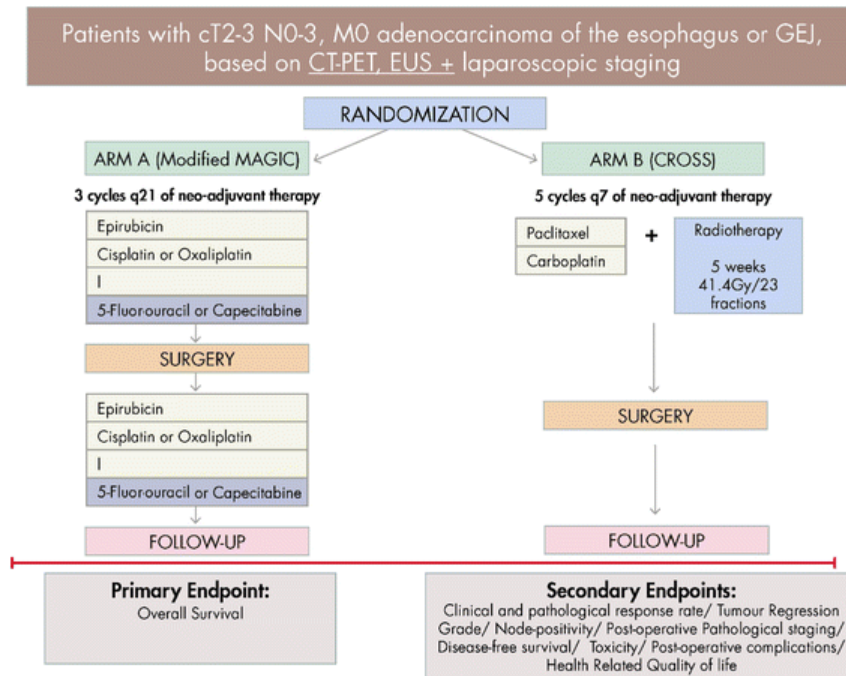 Patients with cT2-3 N0-3, M0 adenocarcinoma of the esophagus or GEJ,
based on CT-PET, EUS + laparoscopic staging
RANDOMIZATION
ARM A (Modified MAGIC)
3 cycles q21 of neo-adjuvant therapy
Epirubicin
Cisplatin or Oxaliplatin
I
5-Fluor-ouracil or Capecitabine
SURGERY
Epirubicin
Cisplatin or Oxaliplatin
I
5-Fluor-ouracil or Capecitabine
FOLLOW-UP
ARM B (CROSS)
5 cycles q7 of neo-adjuvant therapy
Paclitaxel
Carboplatin
+
Radiotherapy
5 weeks
41.4Gy/23
fractions
SURGERY
FOLLOW-UP
Primary Endpoint:
Overall Survival
Secondary Endpoints:
Clinical and pathological response rate/ Tumour Regression
Grade/ Node-positivity/ Post-operative Pathological staging/
Disease-free survival/ Toxicity/ Post-operative complications/
Health Related Quality of life